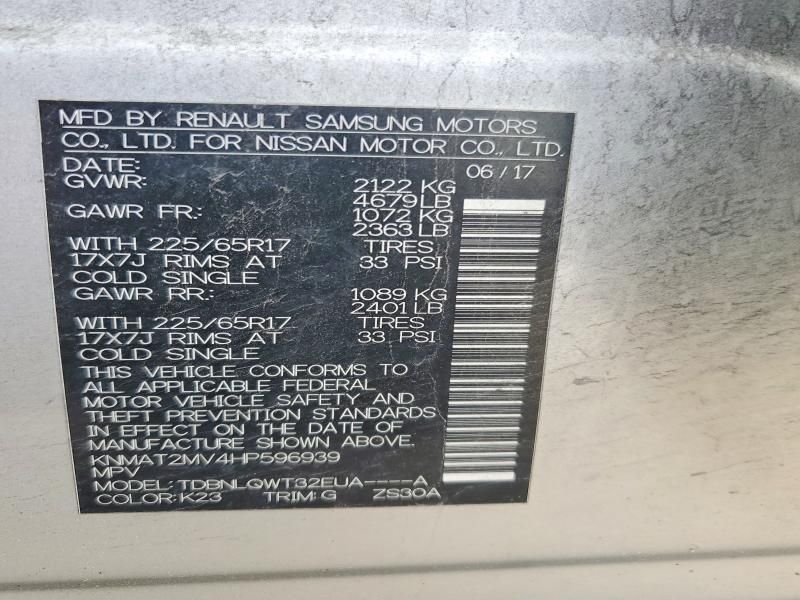 MFD BY RENAULT SAMSUNG MOTORS
CO., LTD. FOR NISSAN MOTOR CO., LTD.
DATE: 06/17
GVWR: 2122 KG
4679 LB
GAWR FR: 1072 KG
2363 LB
WITH 225/65R17 TIRES
17X7J RIMS AT 33 PSI
COLD SINGLE
GAWR RR: 1089 KG
2401 LB
WITH 225/65R17 TIRES
17X7J RIMS AT 33 PSI
COLD SINGLE
THIS VEHICLE CONFORMS TO
ALL APPLICABLE FEDERAL
MOTOR VEHICLE SAFETY AND
THEFT PREVENTION STANDARDS
IN EFFECT ON THE DATE OF
MANUFACTURE SHOWN ABOVE.
KNMAT2MV4HP596939
MPV
MODEL: TDBNLQWT32EUA----A
COLOR: K23 TRIM: G ZS30A